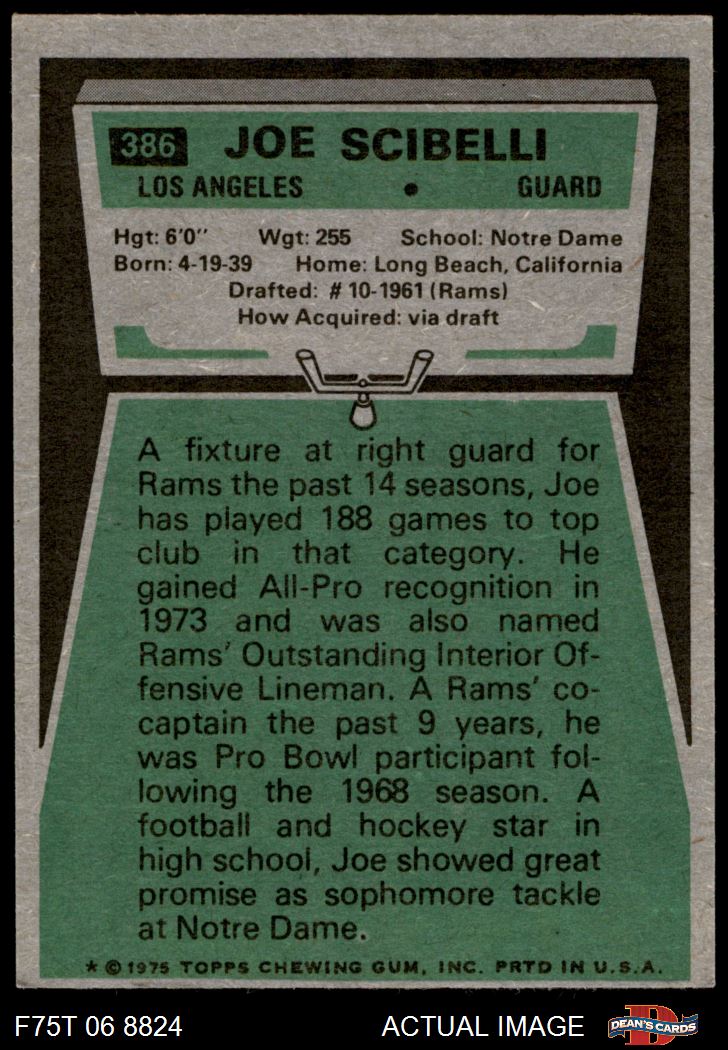 386 JOE SCIBELLI
LOS ANGELES • GUARD
Hgt: 6'0" Wgt: 255 School: Notre Dame
Born: 4-19-39 Home: Long Beach, California
Drafted: #10-1961 (Rams)
How Acquired: via draft
A fixture at right guard for
Rams the past 14 seasons, Joe
has played 188 games to top
club in that category. He
gained All-Pro recognition in
1973 and was also named
Rams' Outstanding Interior Of-
fensive Lineman. A Rams' co-
captain the past 9 years, he
was Pro Bowl participant fol-
lowing the 1968 season. A
football and hockey star in
high school, Joe showed great
promise as sophomore tackle
at Notre Dame.
* © 1975 TOPPS CHEWING GUM, INC. PRTD IN U.S.A.
F75T 06 8824 ACTUAL IMAGE D DEAN'S CARDS